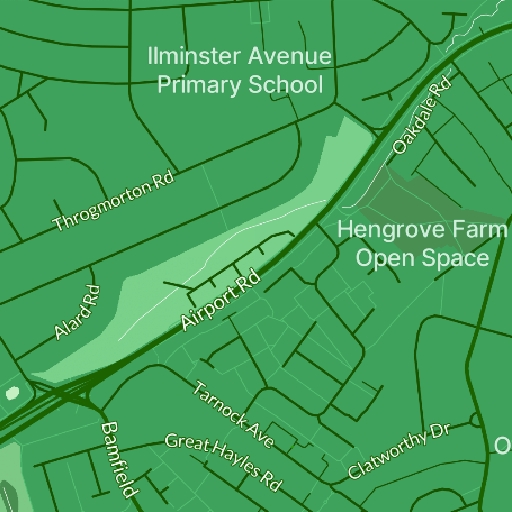 Ilminster Avenue
Primary School
Oakdale Rd
Throgmorton Rd
Hengrove Farm
Open Space
Airport Rd
Alard Rd
Tarnock Ave
Bamfield
Great Hayles Rd
Clatworthy Dr
O